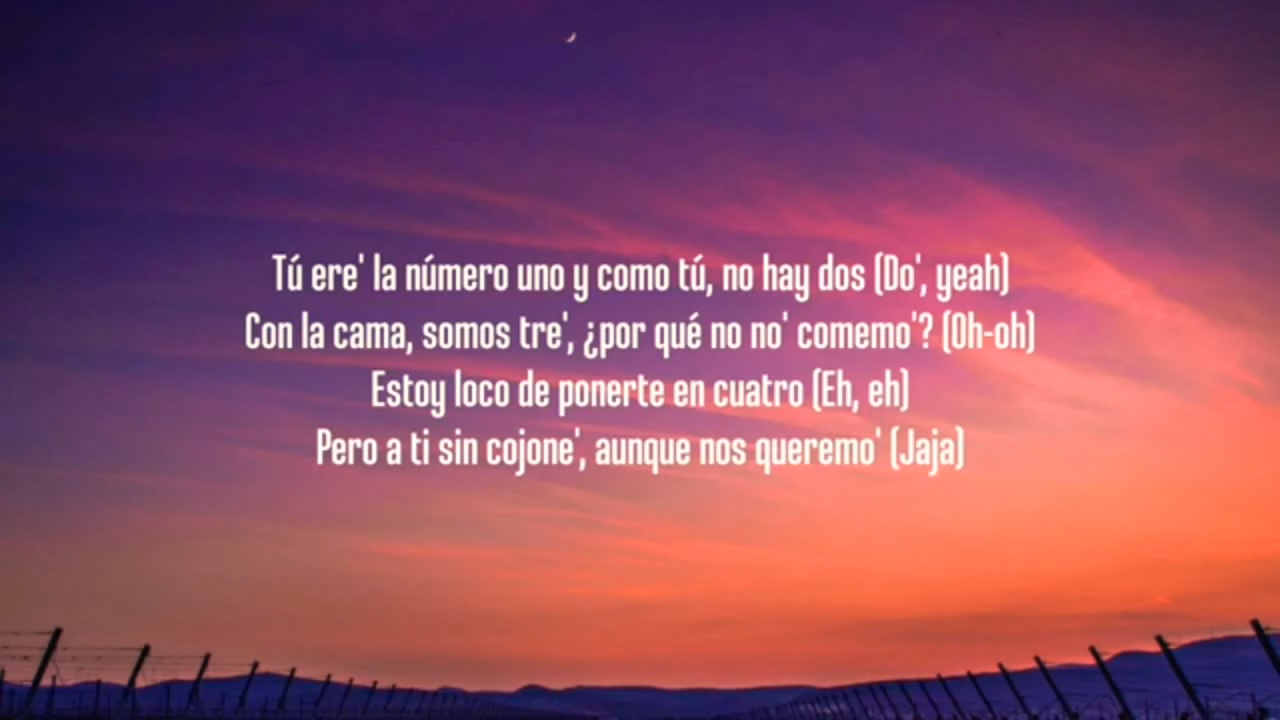 Tú ere' la número uno y como tú, no hay dos (Do', yeah)
Con la cama, somos tre', ¿por qué no no' comemo'? (Oh-oh)
Estoy loco de ponerte en cuatro (Eh, eh)
Pero a ti sin cojone', aunque nos queremo' (Jaja)